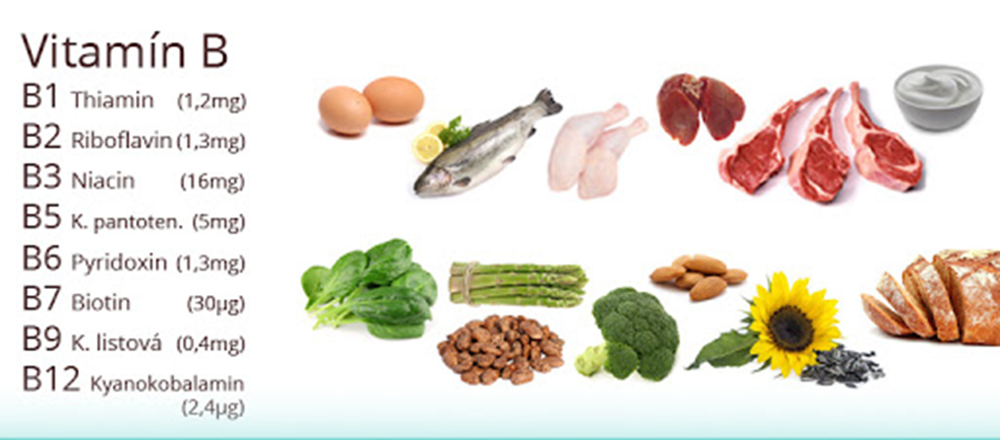 Vitamín B
B1 Thiamin (1,2mg)
B2 Riboflavin (1,3mg)
B3 Niacin (16mg)
B5 K. pantoten. (5mg)
B6 Pyridoxin (1,3mg)
B7 Biotin (30µg)
B9 K. listová (0,4mg)
B12 Kyanokobalamin
(2,4µg)